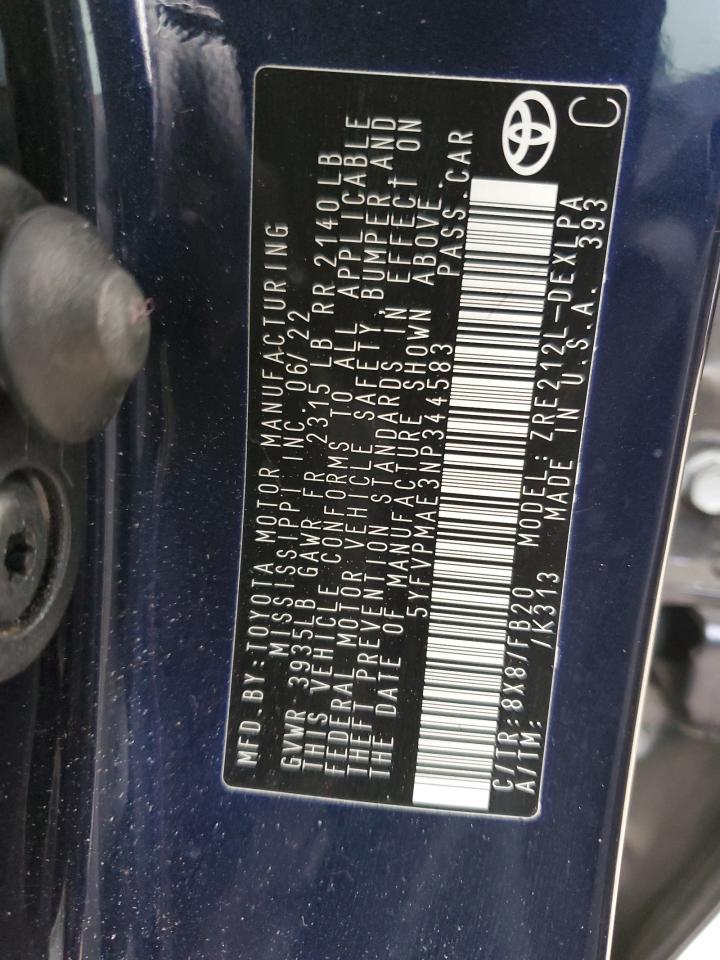 MFD. BY: TOYOTA MOTOR MANUFACTURING
MISSISSIPPI INC. 06/22
GVWR 3935LB GAWR FR 2315 LB RR 2140LB
THIS VEHICLE CONFORMS TO ALL APPLICABLE
FEDERAL MOTOR VEHICLE SAFETY, BUMPER AND
THEFT PREVENTION STANDARDS IN EFFECT ON
THE DATE OF MANUFACTURE SHOWN ABOVE.
5YFVPMAE3NP344583 PASS. CAR
C/TR: 8X8/FB20 MODEL: ZRE212L-DEXLPA
A/TM: /K313 MADE IN U.S.A. 393
C